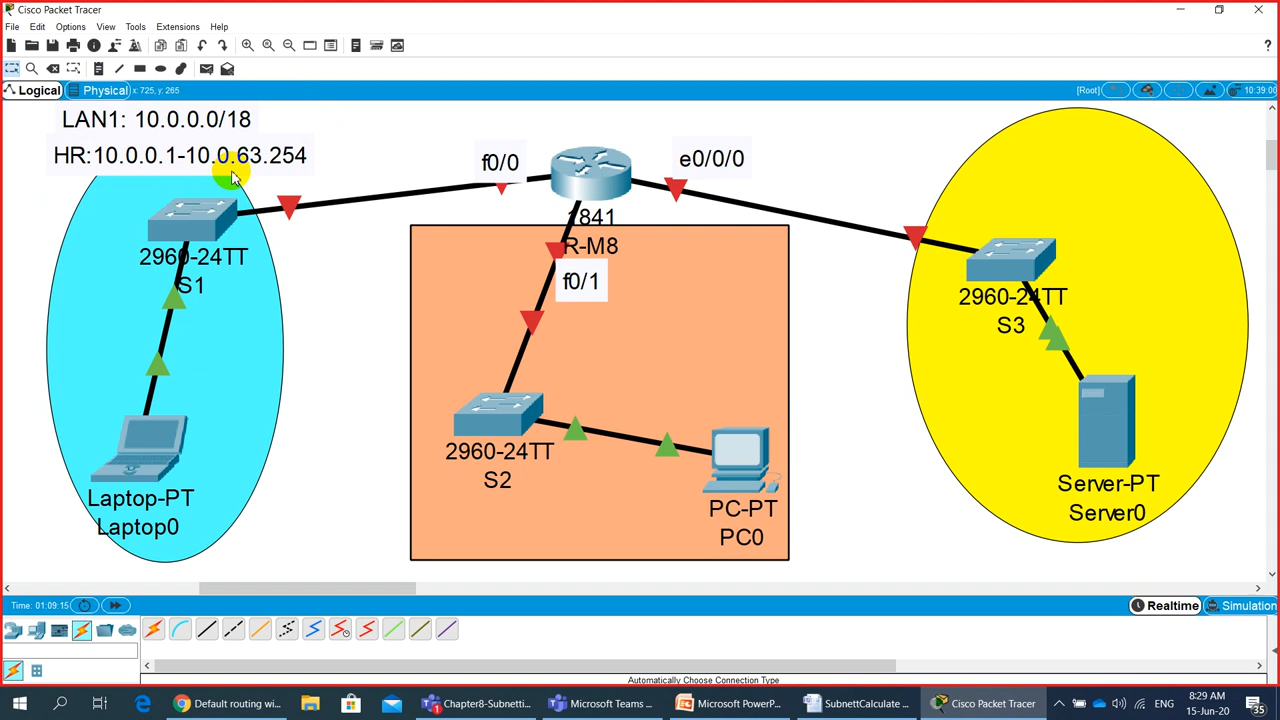 Cisco Packet Tracer
File Edit Options View Tools Extensions Help
?
Logical Physical x: 725, y: 265 [Root] 10:39:00
LAN1: 10.0.0.0/18
HR:10.0.0.1-10.0.63.254
f0/0
e0/0/0
1841
R-M8
f0/1
2960-24TT
S1
2960-24TT
S3
2960-24TT
S2
Laptop-PT
Laptop0
PC-PT
PC0
Server-PT
Server0
Time: 01:09:15 Realtime Simulation
Automatically Choose Connection Type
Default routing wi... Chapter8-Subnetti... Microsoft Teams ... Microsoft PowerP... SubnettCalculate ... Cisco Packet Tracer ENG
8:29 AM
15-Jun-20
35